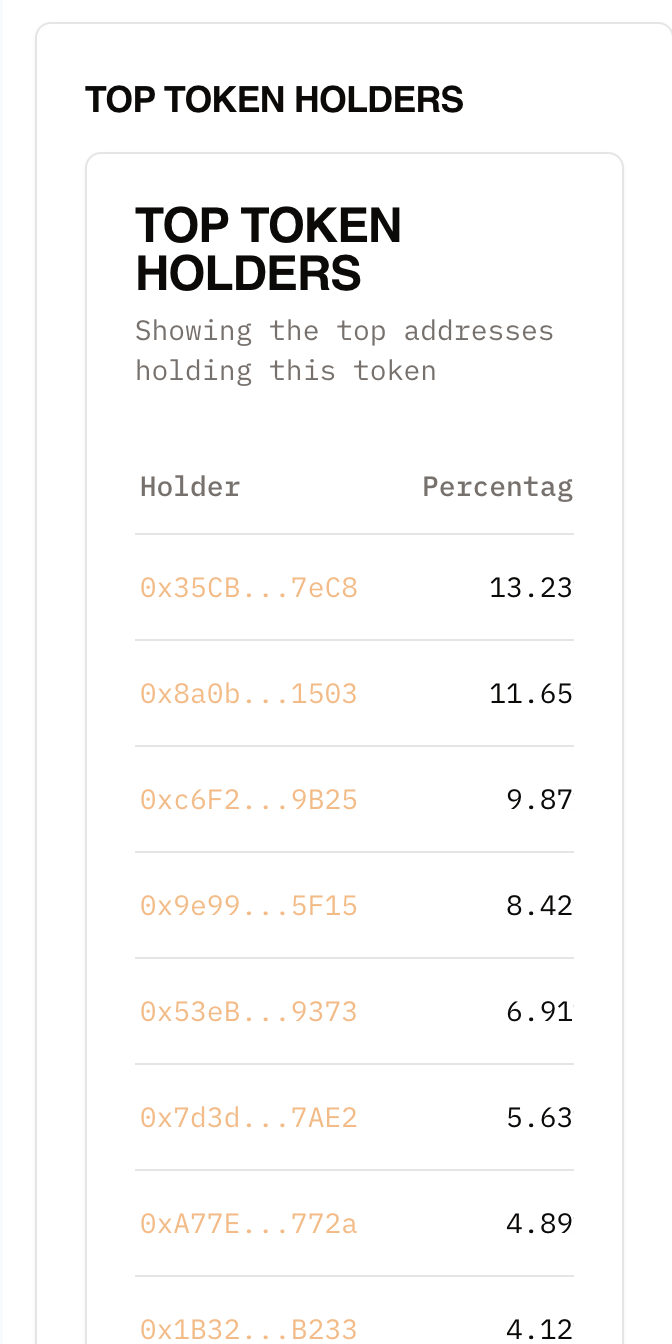 TOP TOKEN HOLDERS
TOP TOKEN
HOLDERS
Showing the top addresses
holding this token
Holder Percentag
0x35CB...7eC8 13.23
0x8a0b...1503 11.65
0xc6F2...9B25 9.87
0x9e99...5F15 8.42
0x53eB...9373 6.91
0x7d3d...7AE2 5.63
0xA77E...772a 4.89
0x1B32...B233 4.12